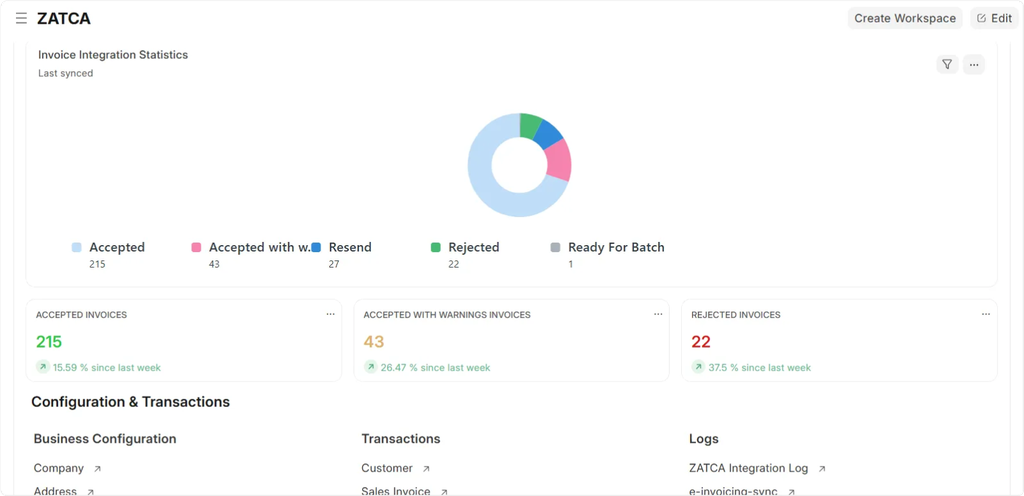 ZATCA
Create Workspace
Edit
Invoice Integration Statistics
Last synced
Accepted
215
Accepted with w...
43
Resend
27
Rejected
22
Ready For Batch
1
ACCEPTED INVOICES
215
15.59 % since last week
ACCEPTED WITH WARNINGS INVOICES
43
26.47 % since last week
REJECTED INVOICES
22
37.5 % since last week
Configuration & Transactions
Business Configuration
Transactions
Logs
Company
Customer
ZATCA Integration Log
Address
Sales Invoice
e-invoicing-sync